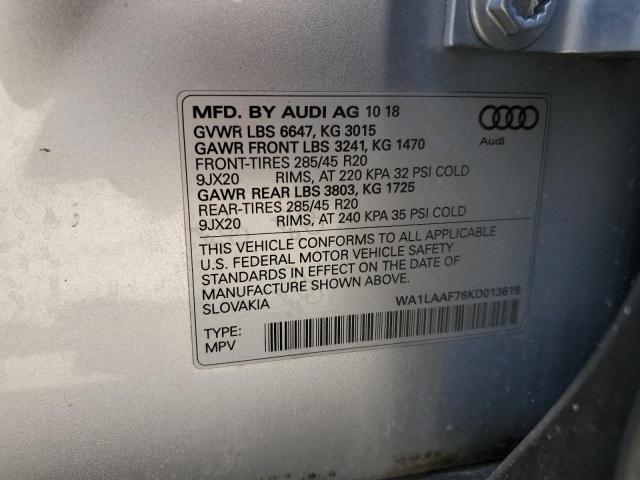 MFD. BY AUDI AG 10 18
GVWR LBS 6647, KG 3015
GAWR FRONT LBS 3241, KG 1470
FRONT-TIRES 285/45 R20
9JX20 RIMS, AT 220 KPA 32 PSI COLD
GAWR REAR LBS 3803, KG 1725
REAR-TIRES 285/45 R20
9JX20 RIMS, AT 240 KPA 35 PSI COLD
Audi
THIS VEHICLE CONFORMS TO ALL APPLICABLE
U.S. FEDERAL MOTOR VEHICLE SAFETY
STANDARDS IN EFFECT ON THE DATE OF
MANUFACTURE SHOWN ABOVE.
SLOVAKIA
WA1LAAF76KD013619
TYPE:
MPV